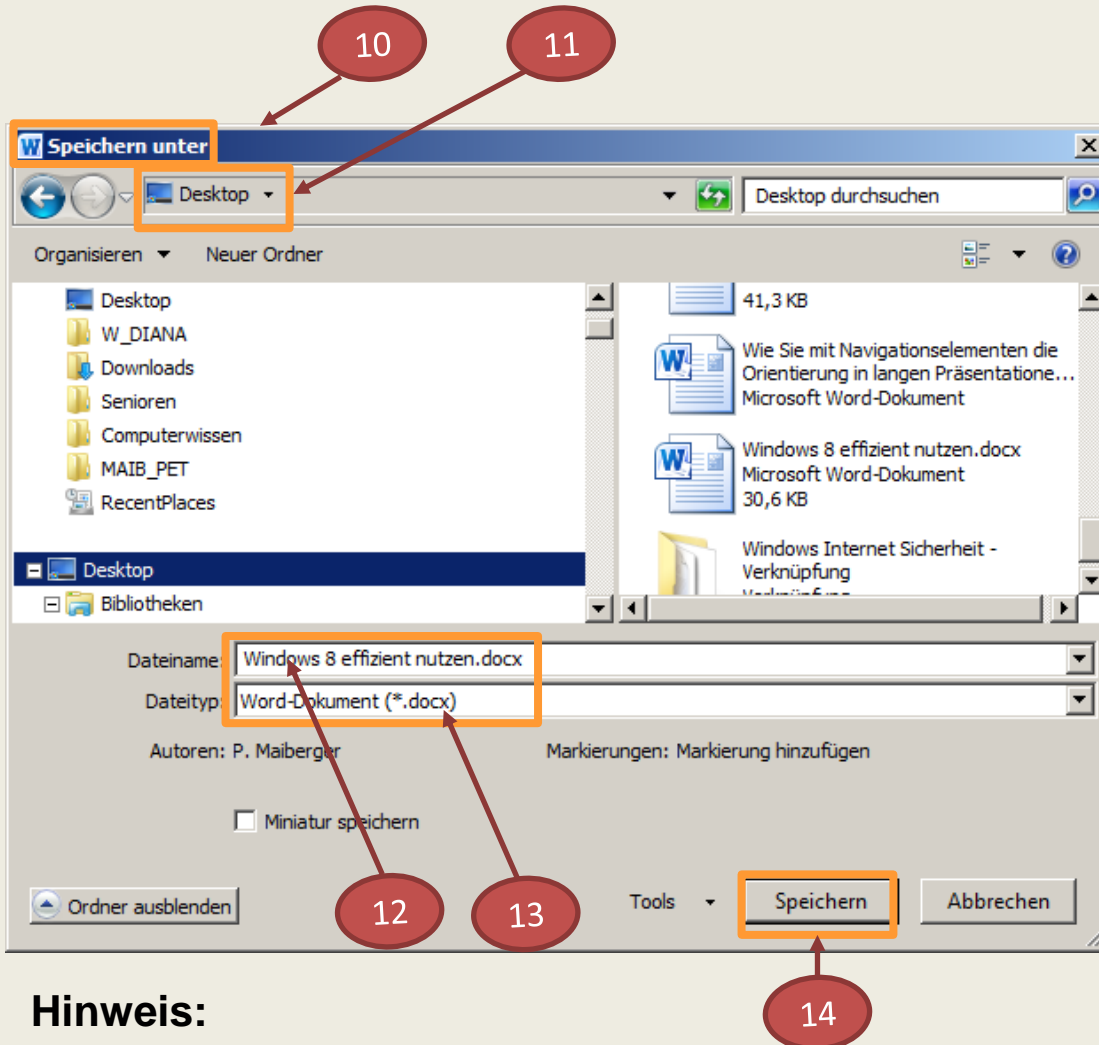 10
11
Speichern unter
Desktop
Desktop durchsuchen
Organisieren
Neuer Ordner
Desktop
W_DIANA
Downloads
Senioren
Computerwissen
MAIB_PET
RecentPlaces
Desktop
Bibliotheken
41,3 KB
Wie Sie mit Navigationselementen die
Orientierung in langen Präsentatione...
Microsoft Word-Dokument
Windows 8 effizient nutzen.docx
Microsoft Word-Dokument
30,6 KB
Windows Internet Sicherheit -
Verknüpfung
Verknüpfung
Dateiname: Windows 8 effizient nutzen.docx
Dateityp: Word-Dokument (*.docx)
Autoren: P. Maiberger
Markierungen: Markierung hinzufügen
Miniatur speichern
Ordner ausblenden
12
13
Tools
Speichern
Abbrechen
Hinweis:
14